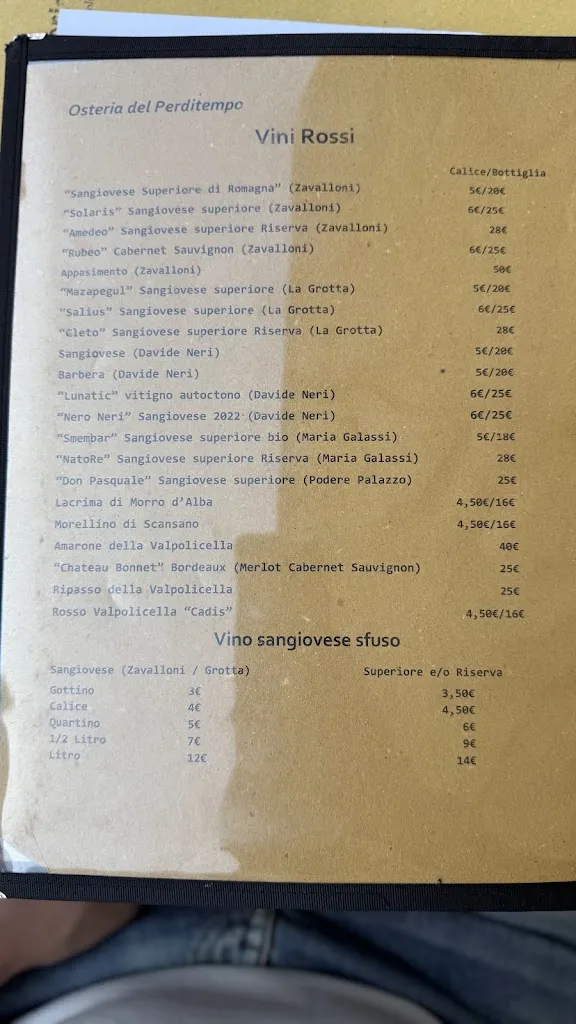 Osteria del Perditempo
Vini Rossi
Calice/Bottiglia
"Sangiovese Superiore di Romagna" (Zavalloni) 5€/20€
"Solaris" Sangiovese superiore (Zavalloni) 6€/25€
"Amedeo" Sangiovese superiore Riserva (Zavalloni) 28€
"Rubeo" Cabernet Sauvignon (Zavalloni) 6€/25€
Appasimento (Zavalloni) 50€
"Mazapegul" Sangiovese superiore (La Grotta) 5€/20€
"Salius" Sangiovese superiore (La Grotta) 6€/25€
"Cleto" Sangiovese superiore Riserva (La Grotta) 28€
Sangiovese (Davide Neri) 5€/20€
Barbera (Davide Neri) 5€/20€
"Lunatic" vitigno autoctono (Davide Neri) 6€/25€
"Nero Neri" Sangiovese 2022 (Davide Neri) 6€/25€
"Smembar" Sangiovese superiore bio (Maria Galassi) 5€/18€
"NatoRe" Sangiovese superiore Riserva (Maria Galassi) 28€
"Don Pasquale" Sangiovese superiore (Podere Palazzo) 25€
Lacrima di Morro d'Alba 4,50€/16€
Morellino di Scansano 4,50€/16€
Amarone della Valpolicella 40€
"Chateau Bonnet" Bordeaux (Merlot Cabernet Sauvignon) 25€
Ripasso della Valpolicella 25€
Rosso Valpolicella "Cadis" 4,50€/16€
Vino sangiovese sfuso
Sangiovese (Zavalloni / Grotta) Superiore e/o Riserva
Gottino 3€ 3,50€
Calice 4€ 4,50€
Quartino 5€ 6€
1/2 Litro 7€ 9€
Litro 12€ 14€